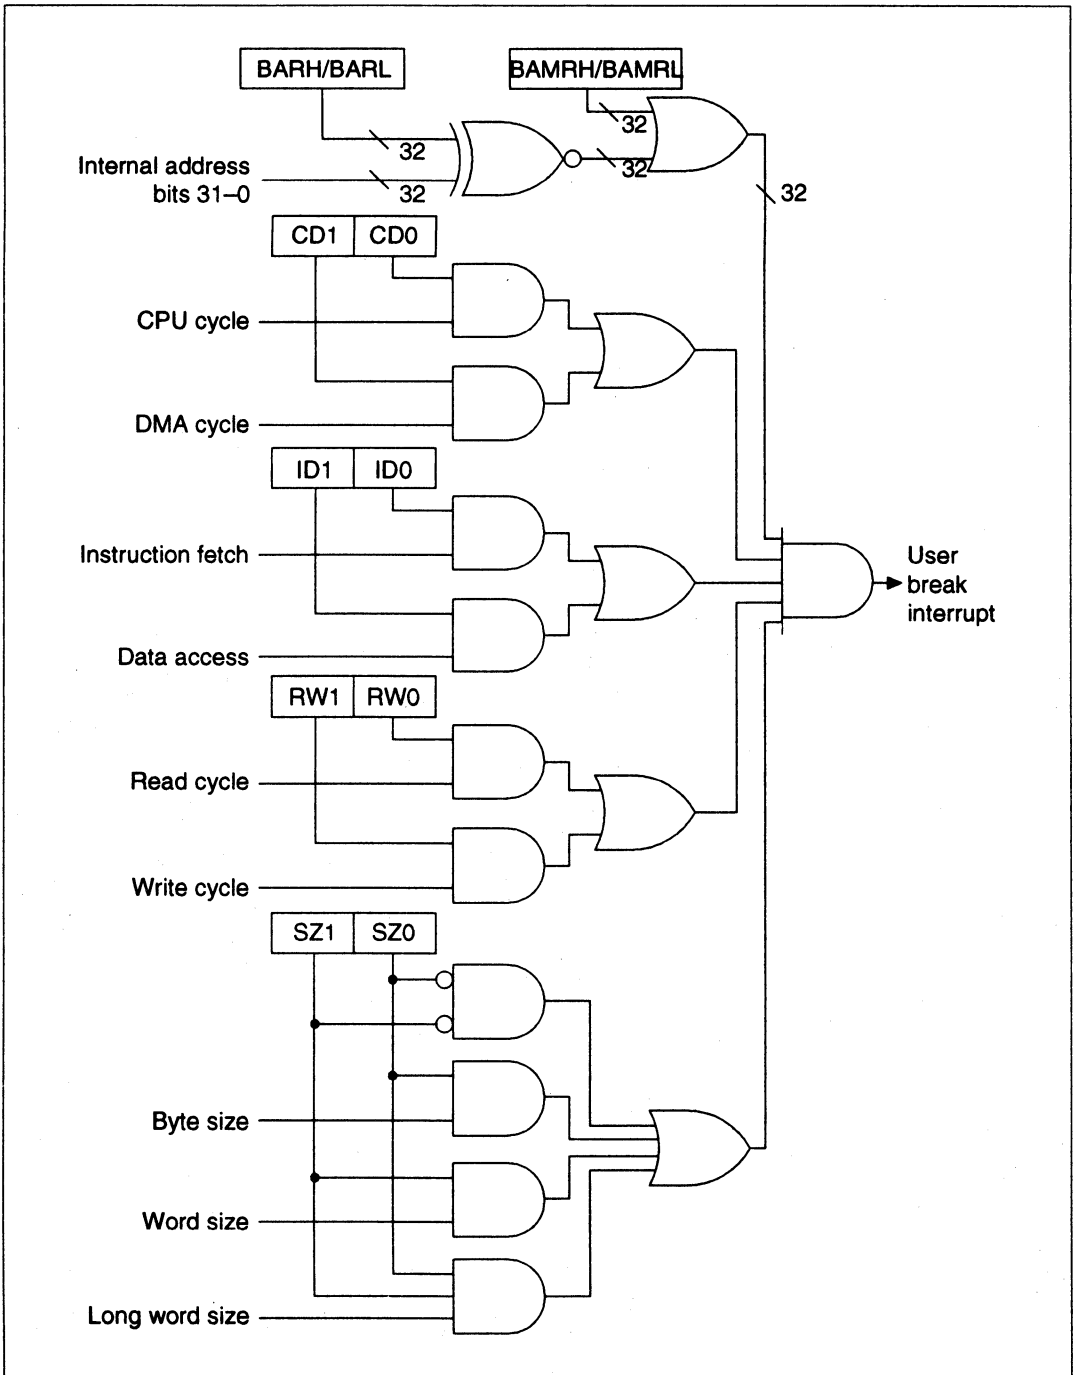 BARH/BARL
BAMRH/BAMRL
32
32
32
32
32
Internal address
bits 31–0
CD1 CD0
CPU cycle
DMA cycle
ID1 ID0
Instruction fetch
Data access
User
break
interrupt
RW1 RW0
Read cycle
Write cycle
SZ1 SZ0
Byte size
Word size
Long word size